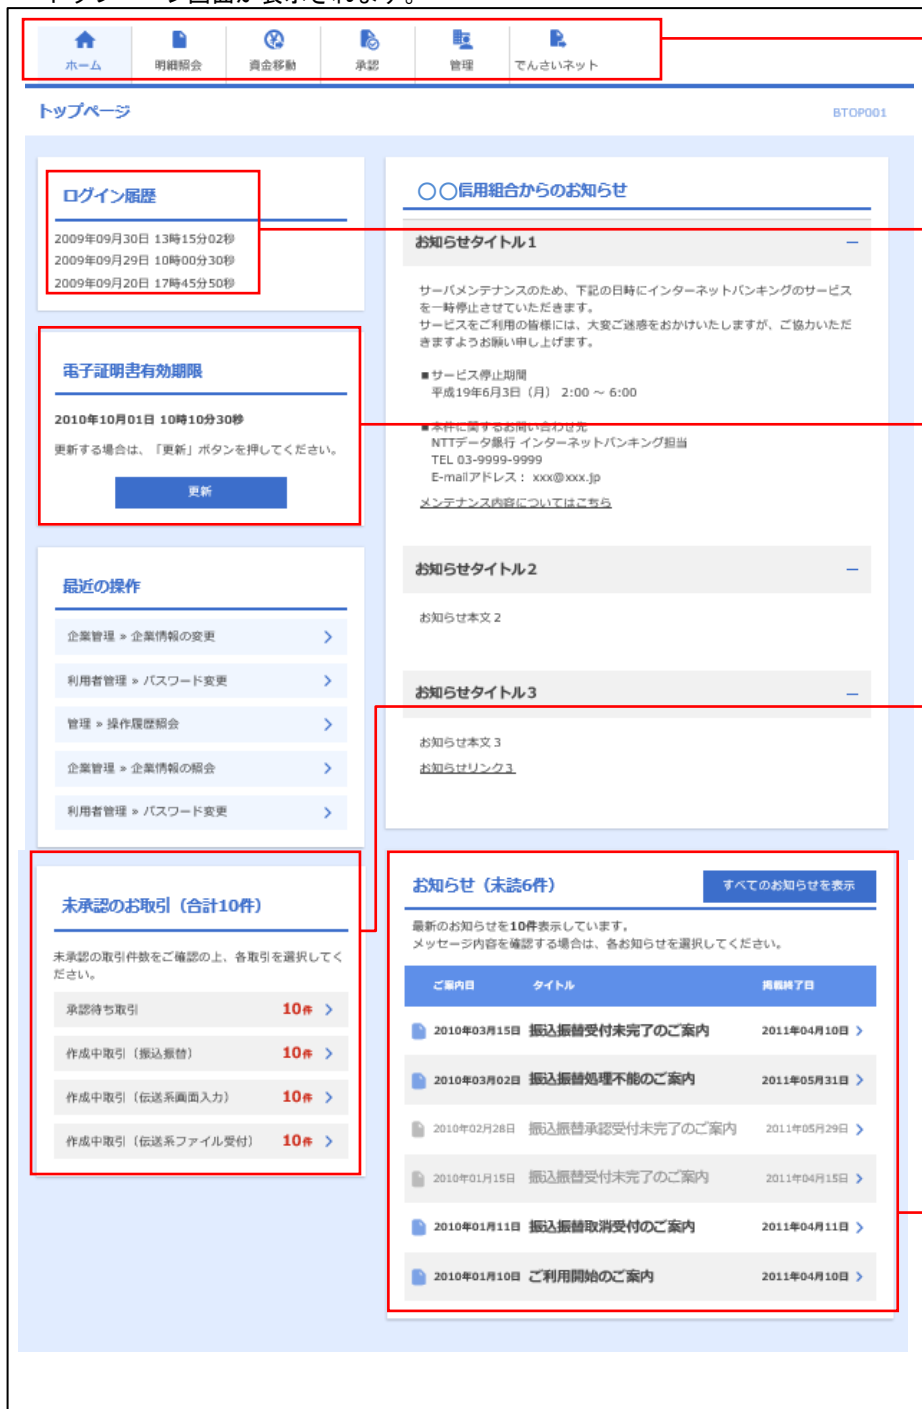 トップページ画面が表示されます。
ホーム
明細照会
資金移動
承認
管理
でんさいネット
トップページ
BTOP001
ログイン履歴
2009年09月30日 13時15分02秒
2009年09月29日 10時00分30秒
2009年09月20日 17時45分50秒
電子証明書有効期限
2010年10月01日 10時10分30秒
更新する場合は、「更新」ボタンを押してください。
更新
最近の操作
企業管理 » 企業情報の変更
利用者管理 » パスワード変更
管理 » 操作履歴照会
企業管理 » 企業情報の照会
利用者管理 » パスワード変更
未承認のお取引（合計10件）
未承認の取引件数をご確認の上、各取引を選択してく
ださい。
承認待ち取引 10件
作成中取引（振込振替） 10件
作成中取引（伝送系画面入力） 10件
作成中取引（伝送系ファイル受付） 10件
〇〇信用組合からのお知らせ
お知らせタイトル1
サーバメンテナンスのため、下記の日時にインターネットバンキングのサービス
を一時停止させていただきます。
サービスをご利用の皆様には、大変ご迷惑をおかけいたしますが、ご協力いただ
きますようお願い申し上げます。
■サービス停止期間
平成19年6月3日（月） 2:00 ～ 6:00
■本件に関するお問い合わせ先
NTTデータ銀行 インターネットバンキング担当
TEL 03-9999-9999
E-mailアドレス： xxx@xxx.jp
メンテナンス内容についてはこちら
お知らせタイトル2
お知らせ本文2
お知らせタイトル3
お知らせ本文3
お知らせリンク3
お知らせ（未読6件）
すべてのお知らせを表示
最新のお知らせを10件表示しています。
メッセージ内容を確認する場合は、各お知らせを選択してください。
ご案内日 タイトル 掲載終了日
2010年03月15日 振込振替受付未完了のご案内 2011年04月10日
2010年03月02日 振込振替処理不能のご案内 2011年05月31日
2010年02月28日 振込振替承認受付未完了のご案内 2011年05月29日
2010年01月15日 振込振替受付未完了のご案内 2011年04月15日
2010年01月11日 振込振替取消受付のご案内 2011年04月11日
2010年01月10日 ご利用開始のご案内 2011年04月10日